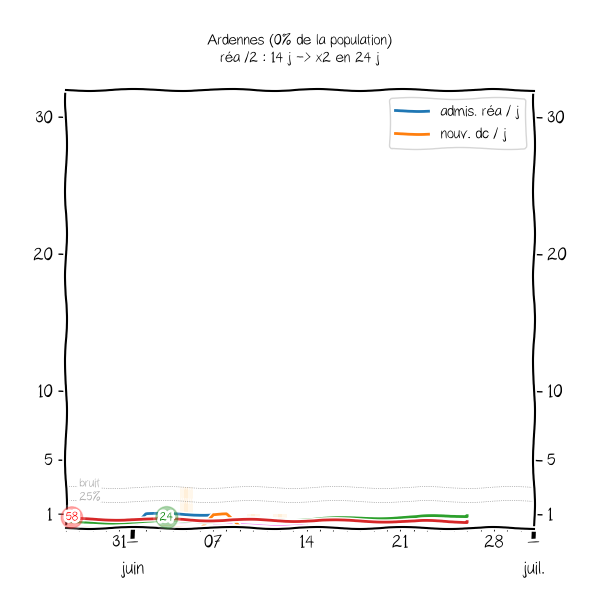 Ardennes (0% de la population)
réa /2 : 14 j -> x2 en 24 j
admis. réa / j
nouv. dc / j
30
30
20
20
10
10
5
5
bruit
25%
1
1
58
24
31
07
14
21
28
juin
juil.